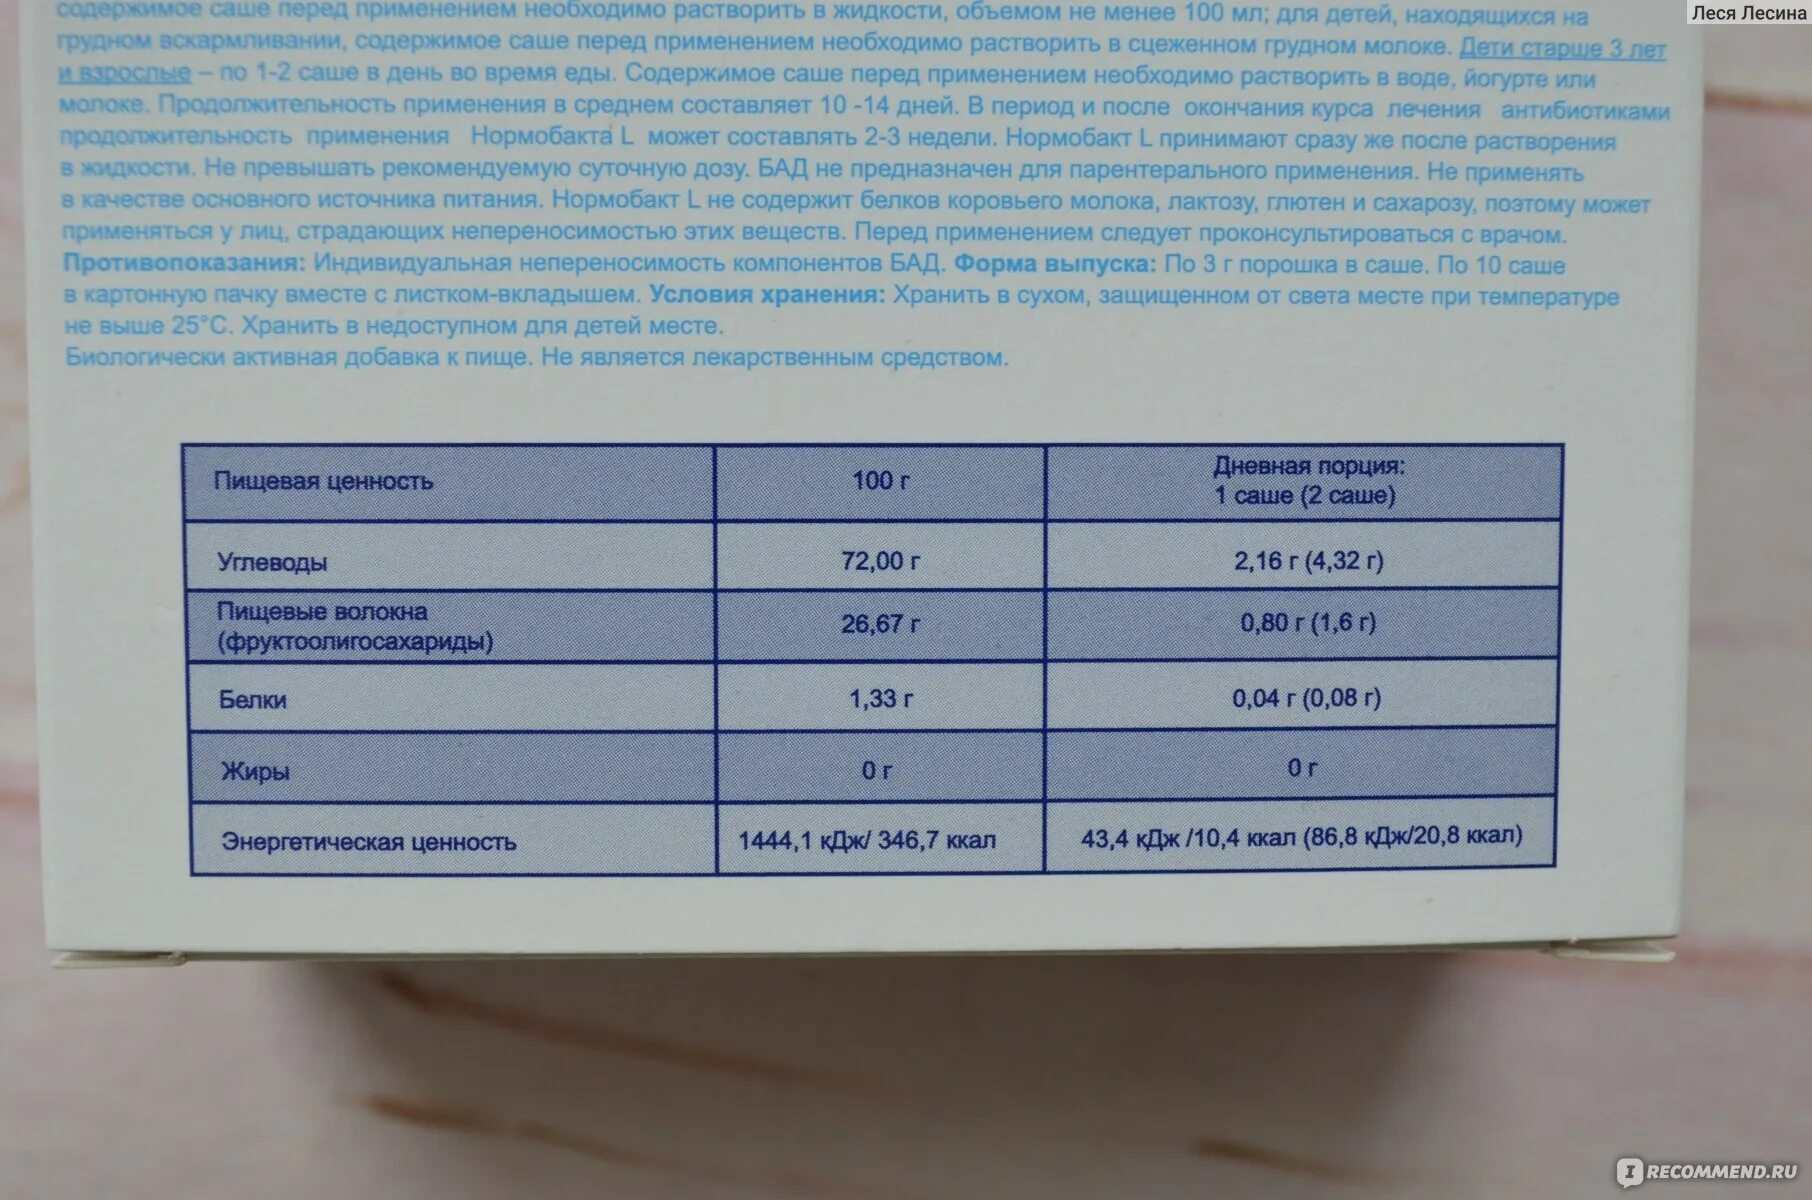 содержимое саше перед применением необходимо растворить в жидкости, объемом не менее 100 мл; для детей, находящихся на
грудном вскармливании, содержимое саше перед применением необходимо растворить в сцеженном грудном молоке. Дети старше 3 лет
и взрослые – по 1-2 саше в день во время еды. Содержимое саше перед применением необходимо растворить в воде, йогурте или
молоке. Продолжительность применения в среднем составляет 10 -14 дней. В период и после окончания курса лечения антибиотиками
продолжительность применения Нормобакта L может составлять 2-3 недели. Нормобакт L принимают сразу же после растворения
в жидкости. Не превышать рекомендуемую суточную дозу. БАД не предназначен для парентерального применения. Не применять
в качестве основного источника питания. Нормобакт L не содержит белков коровьего молока, лактозу, глютен и сахарозу, поэтому может
применяться у лиц, страдающих непереносимостью этих веществ. Перед применением следует проконсультироваться с врачом.
Противопоказания: Индивидуальная непереносимость компонентов БАД. Форма выпуска: По 3 г порошка в саше. По 10 саше
в картонную пачку вместе с листком-вкладышем. Условия хранения: Хранить в сухом, защищенном от света месте при температуре
не выше 25°С. Хранить в недоступном для детей месте.
Биологически активная добавка к пище. Не является лекарственным средством.
Пищевая ценность 100 г Дневная порция:
1 саше (2 саше)
Углеводы 72,00 г 2,16 г (4,32 г)
Пищевые волокна
(фруктоолигосахариды) 26,67 г 0,80 г (1,6 г)
Белки 1,33 г 0,04 г (0,08 г)
Жиры 0 г 0 г
Энергетическая ценность 1444,1 кДж/ 346,7 ккал 43,4 кДж /10,4 ккал (86,8 кДж/20,8 ккал)
Леся Лесина
I RECOMMEND.RU